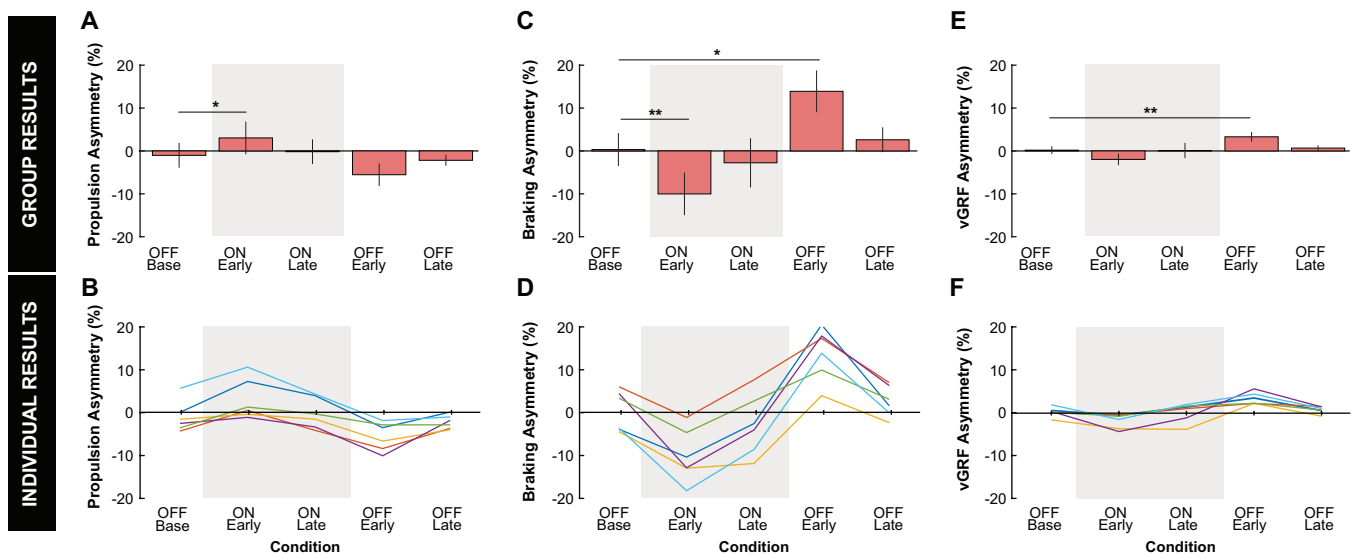 GROUP RESULTS
A
Propulsion Asymmetry (%)
20
10
0
-10
-20
*
OFF Base
ON Early
ON Late
OFF Early
OFF Late
C
Braking Asymmetry (%)
20
10
0
-10
-20
*
**
OFF Base
ON Early
ON Late
OFF Early
OFF Late
E
vGRF Asymmetry (%)
20
10
0
-10
-20
**
OFF Base
ON Early
ON Late
OFF Early
OFF Late
INDIVIDUAL RESULTS
B
Propulsion Asymmetry (%)
20
10
0
-10
-20
OFF Base
ON Early
ON Late
OFF Early
OFF Late
Condition
D
Braking Asymmetry (%)
20
10
0
-10
-20
OFF Base
ON Early
ON Late
OFF Early
OFF Late
Condition
F
vGRF Asymmetry (%)
20
10
0
-10
-20
OFF Base
ON Early
ON Late
OFF Early
OFF Late
Condition